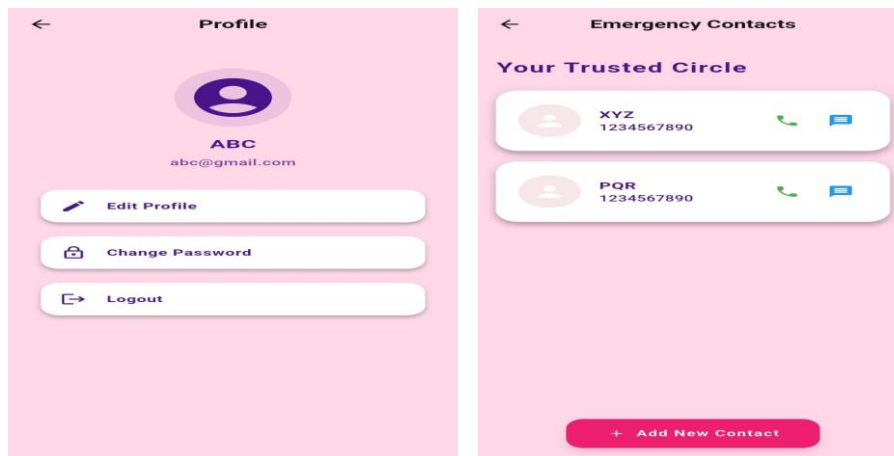 Profile
ABC
abc@gmail.com
Edit Profile
Change Password
Logout
Emergency Contacts
Your Trusted Circle
XYZ
1234567890
PQR
1234567890
+ Add New Contact